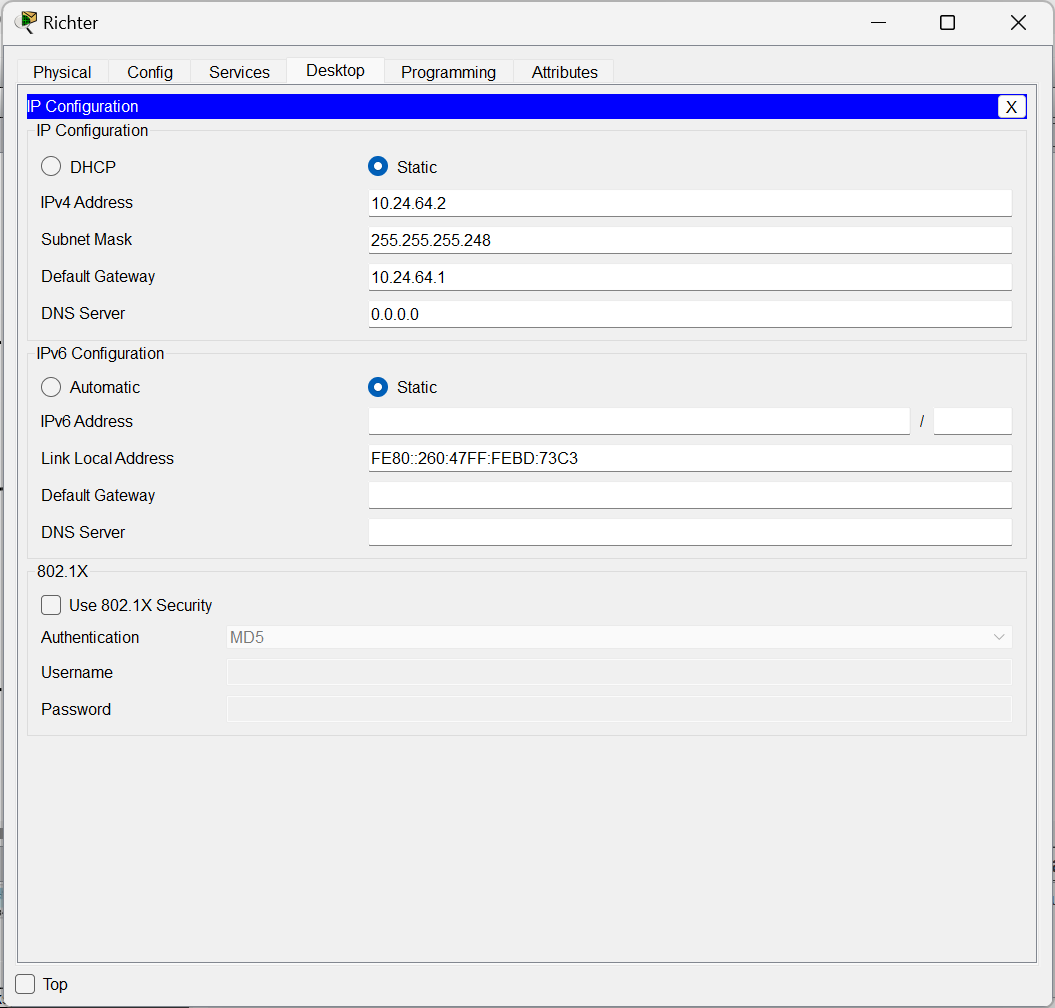 Richter
Physical Config Services Desktop Programming Attributes
IP Configuration X
IP Configuration
DHCP Static
IPv4 Address 10.24.64.2
Subnet Mask 255.255.255.248
Default Gateway 10.24.64.1
DNS Server 0.0.0.0
IPv6 Configuration
Automatic Static
IPv6 Address /
Link Local Address FE80::260:47FF:FEBD:73C3
Default Gateway
DNS Server
802.1X
Use 802.1X Security
Authentication MD5
Username
Password
Top